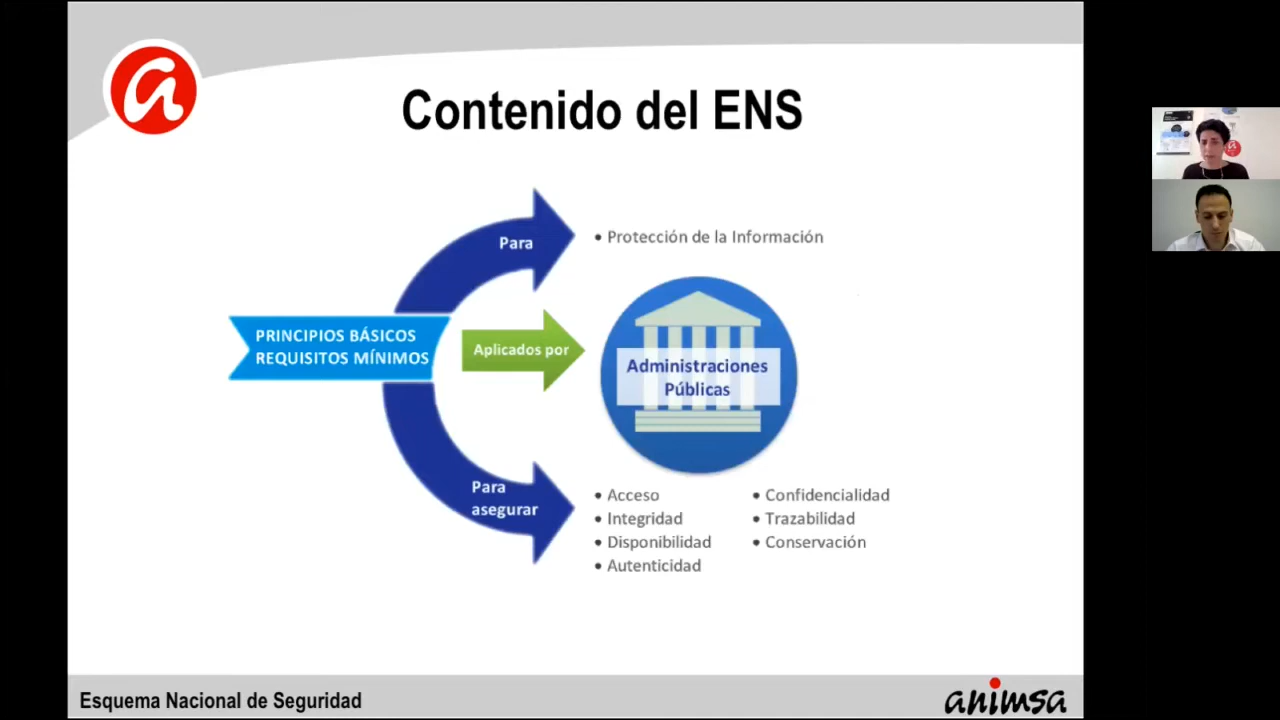 Contenido del ENS
Para
• Protección de la Información
PRINCIPIOS BÁSICOS
REQUISITOS MÍNIMOS
Aplicados por
Administraciones
Públicas
Para
asegurar
• Acceso
• Integridad
• Disponibilidad
• Autenticidad
• Confidencialidad
• Trazabilidad
• Conservación
Esquema Nacional de Seguridad
animsa